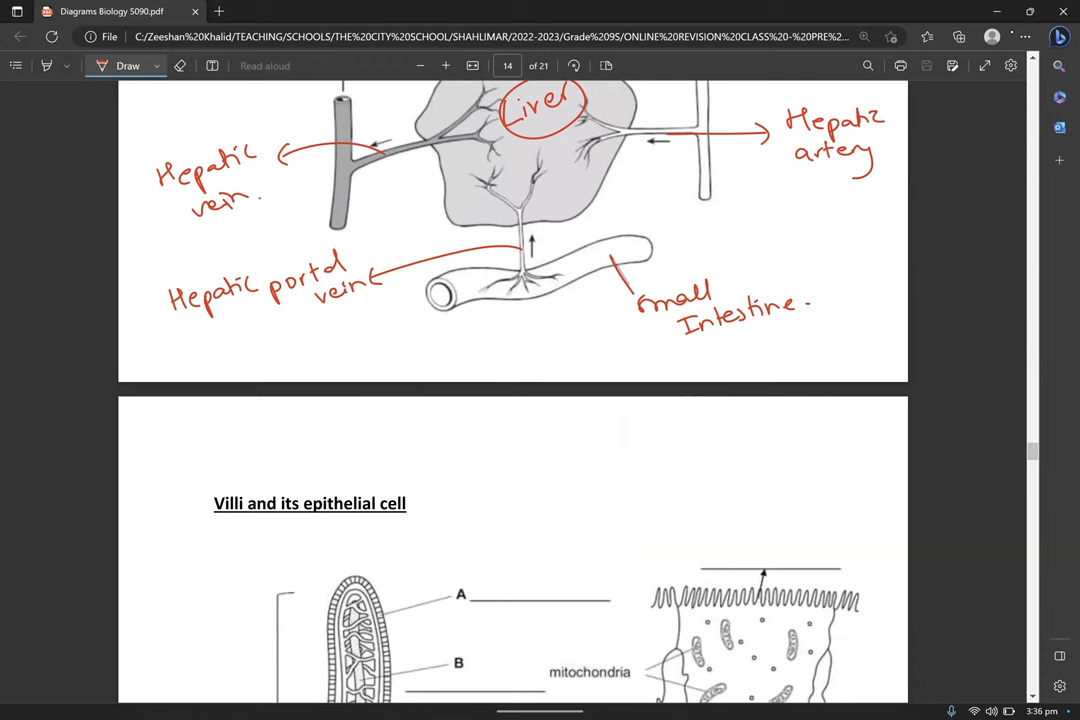 Diagrams Biology 5090.pdf
File
C:/Zeeshan%20Khalid/TEACHING/SCHOOLS/THE%20CITY%20SCHOOL/SHAHLIMAR/2022-2023/Grade%209S/ONLINE%20REVISION%20CLASS%20-%20PRE%...
Draw
Read aloud
14 of 21
Liver
Hepatic
artery
Hepatic
vein.
Hepatic portal
vein
Small
Intestine.
Villi and its epithelial cell
A
B
mitochondria
3:36 pm